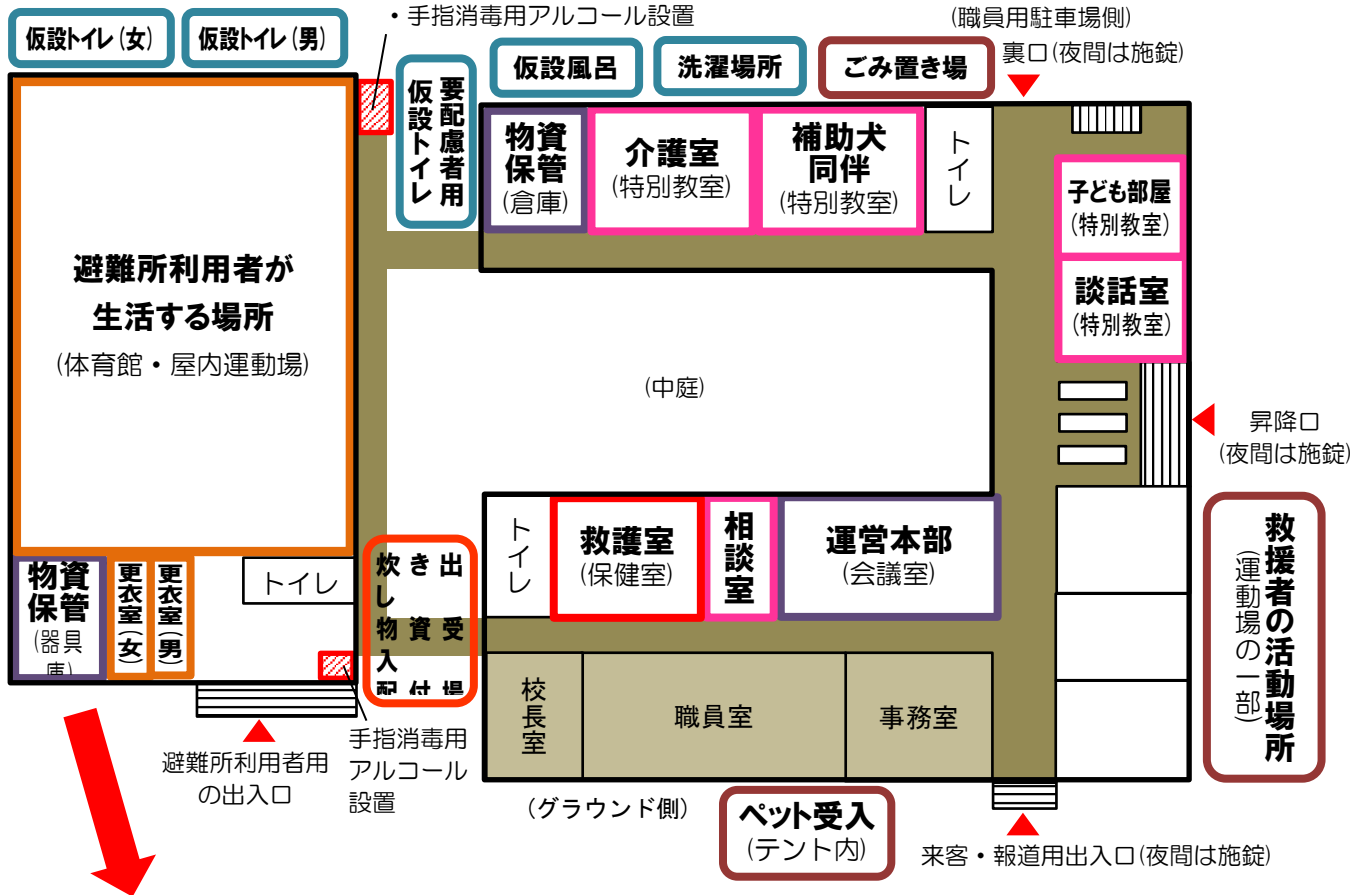 ・手指消毒用アルコール設置
(職員用駐車場側)
裏口(夜間は施錠)
仮設トイレ(女)
仮設トイレ(男)
要配慮者用
仮設トイレ
仮設風呂
洗濯場所
ごみ置き場
物資
保管
(倉庫)
介護室
(特別教室)
補助犬
同伴
(特別教室)
トイレ
子ども部屋
(特別教室)
談話室
(特別教室)
避難所利用者が
生活する場所
(体育館・屋内運動場)
(中庭)
昇降口
(夜間は施錠)
物資
保管
(器具
庫)
更衣室(女)
更衣室(男)
トイレ
炊き出
し
物資受
入
配付場
トイレ
救護室
(保健室)
相談室
運営本部
(会議室)
救援者の活動場所
(運動場の一部)
校長室
職員室
事務室
避難所利用者用
の出入口
手指消毒用
アルコール
設置
(グラウンド側)
ペット受入
(テント内)
来客・報道用出入口(夜間は施錠)